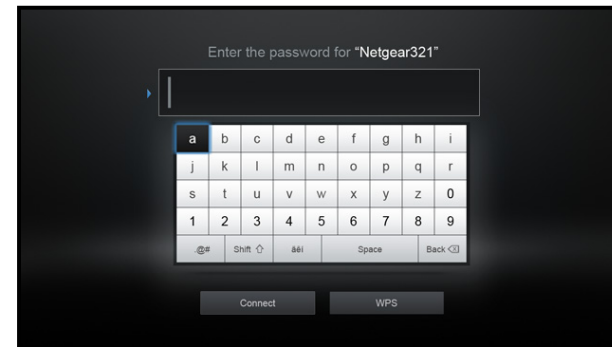 Enter the password for “Netgear321”
a b c d e f g h i
j k l m n o p q r
s t u v w x y z 0
1 2 3 4 5 6 7 8 9
.@# Shift âêì Space Back
Connect WPS